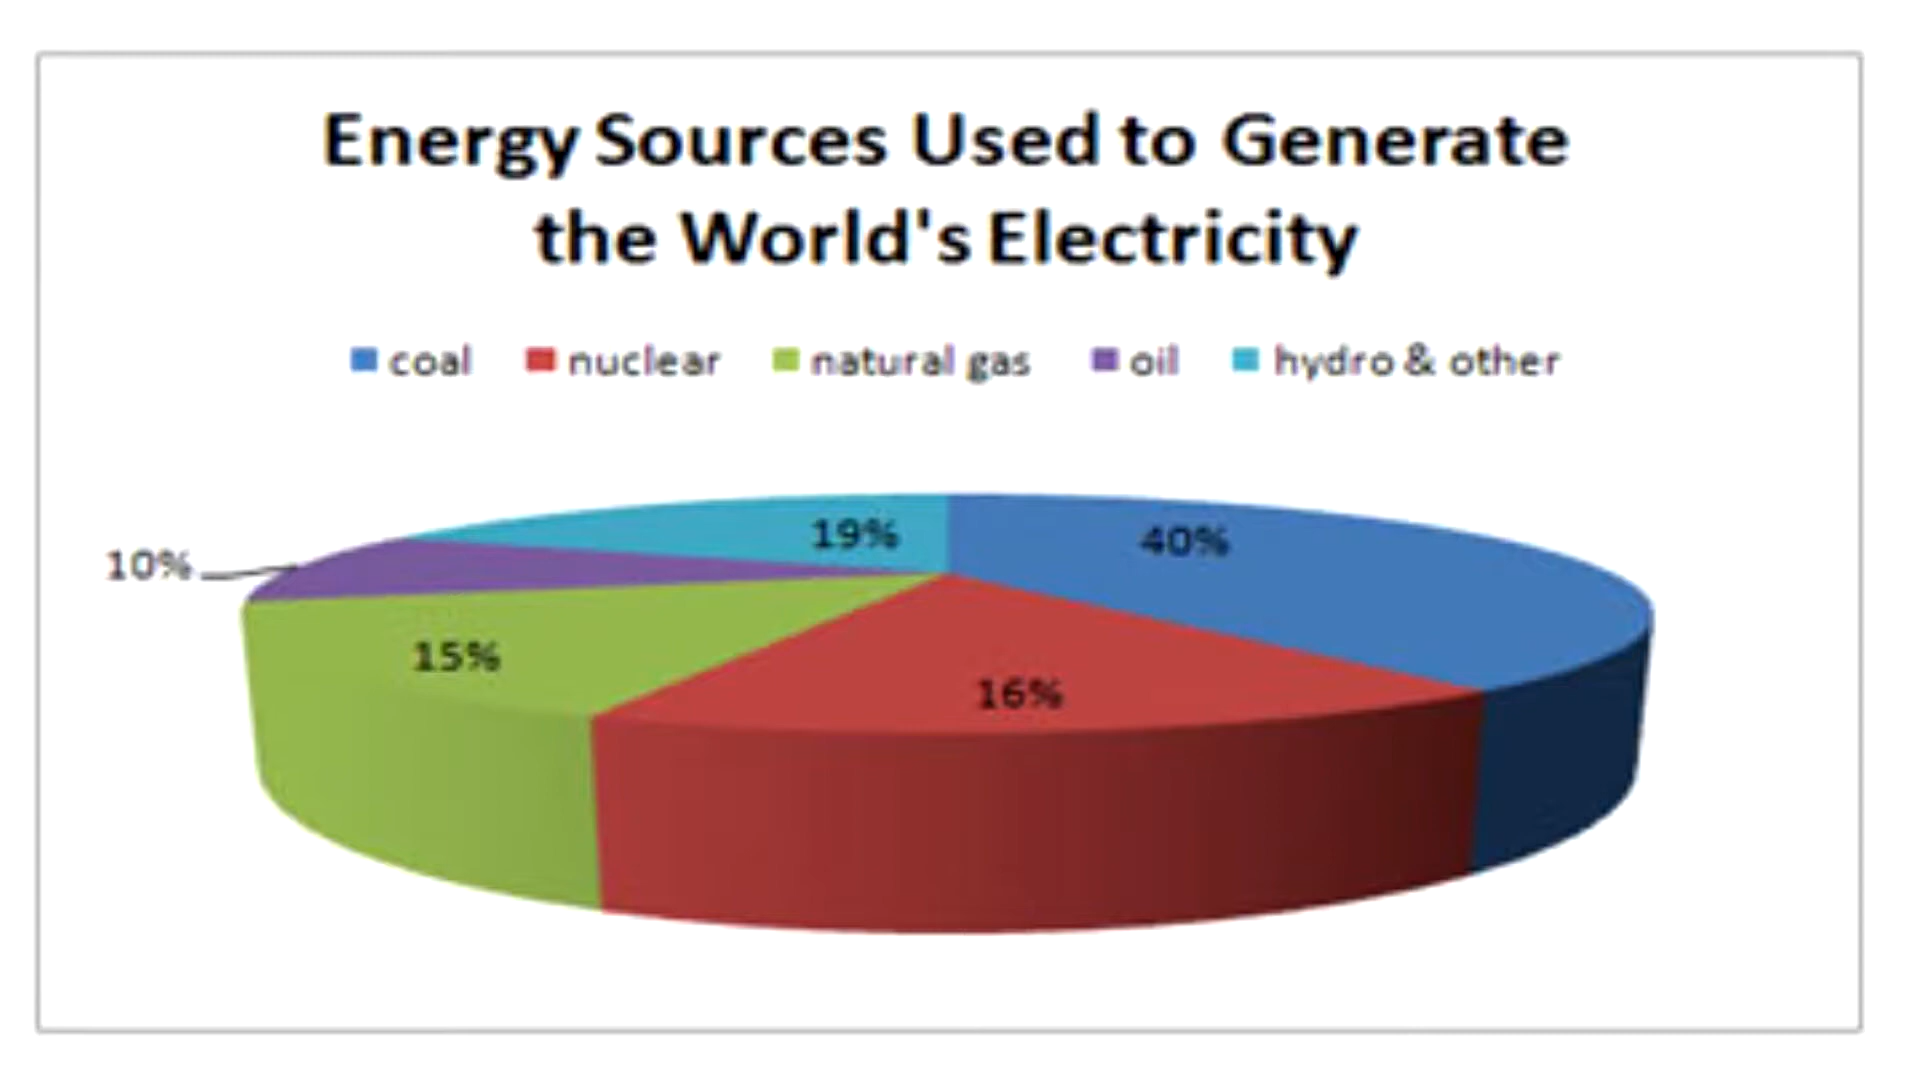 Energy Sources Used to Generate
the World's Electricity
coal nuclear natural gas oil hydro & other
19%
40%
10%
15%
16%